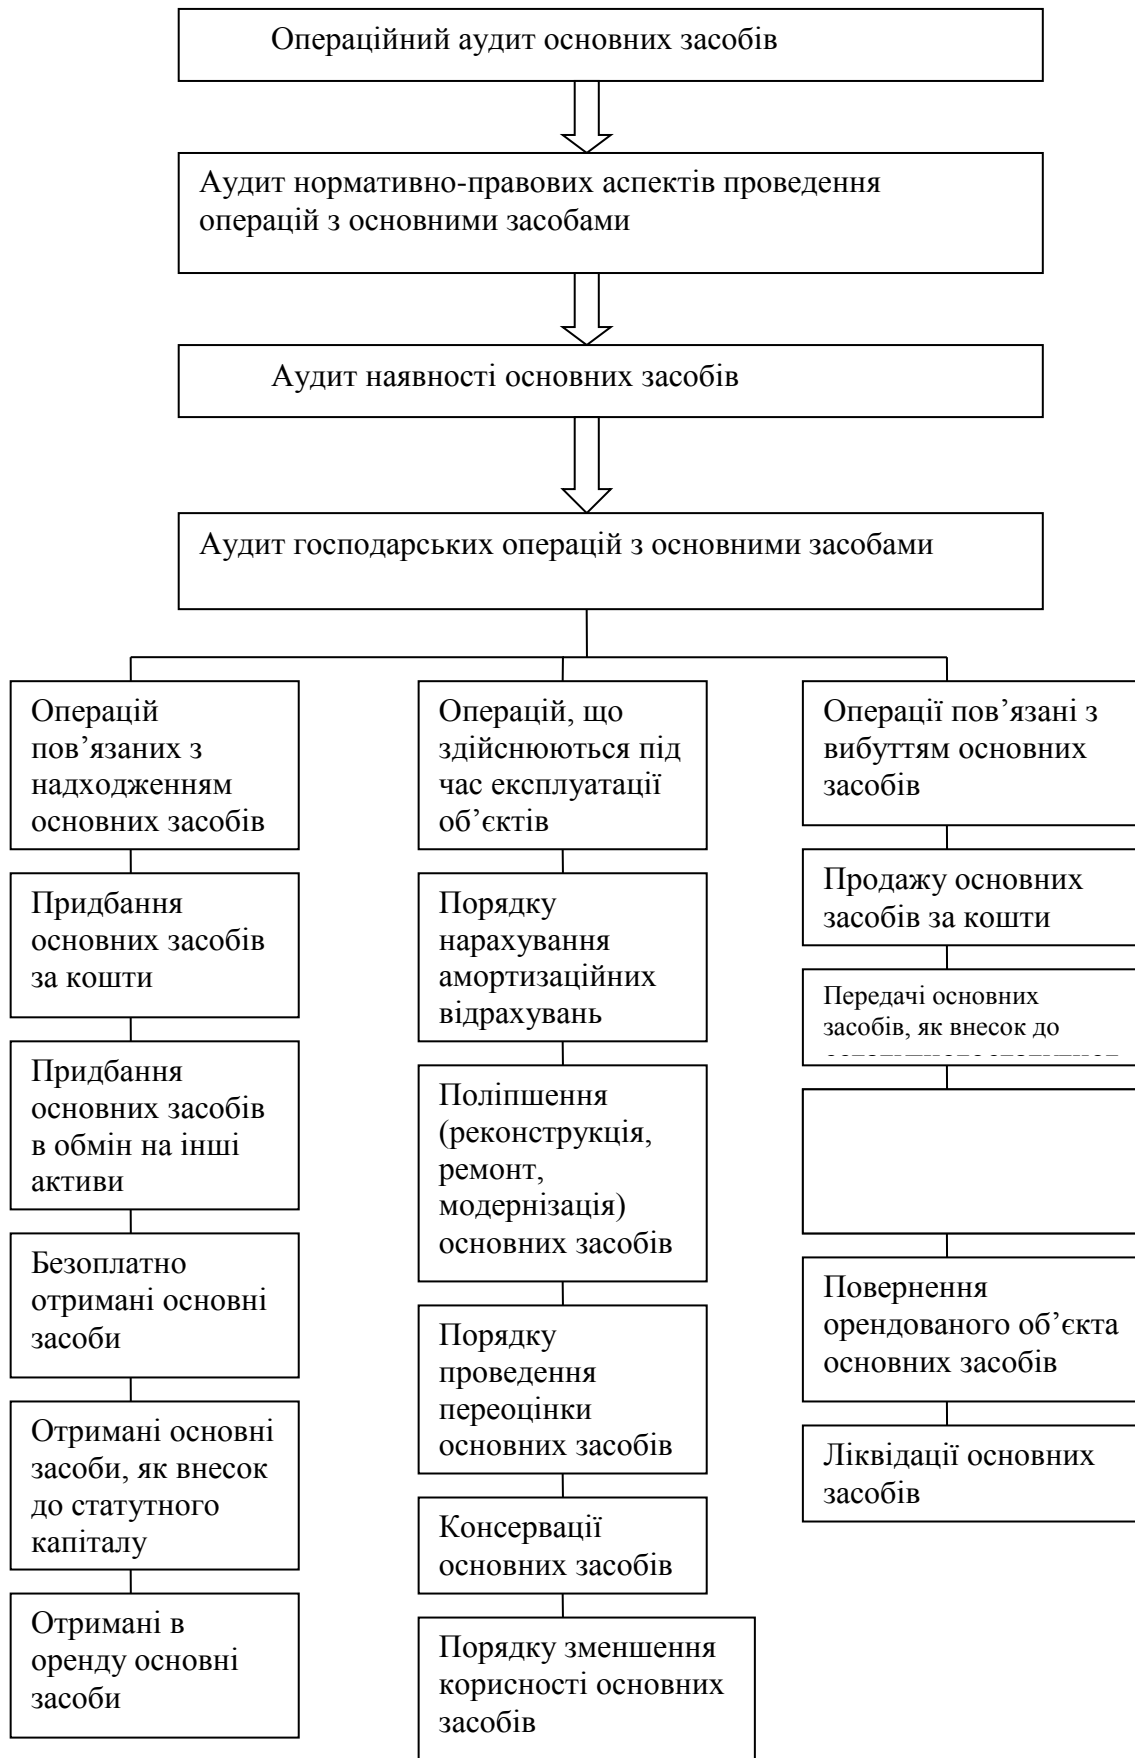 Операційний аудит основних засобів
Аудит нормативно-правових аспектів проведення
операцій з основними засобами
Аудит наявності основних засобів
Аудит господарських операцій з основними засобами
Операцій
пов’язаних з
надходженням
основних засобів
Придбання
основних засобів
за кошти
Придбання
основних засобів
в обмін на інші
активи
Безоплатно
отримані основні
засоби
Отримані основні
засоби, як внесок
до статутного
капіталу
Отримані в
оренду основні
засоби
Операцій, що
здійснюються під
час експлуатації
об’єктів
Порядку
нарахування
амортизаційних
відрахувань
Поліпшення
(реконструкція,
ремонт,
модернізація)
основних засобів
Порядку
проведення
переоцінки
основних засобів
Консервації
основних засобів
Порядку зменшення
корисності основних
засобів
Операції пов’язані з
вибуттям основних
засобів
Продажу основних
засобів за кошти
Передачі основних
засобів, як внесок до
Повернення
орендованого об’єкта
основних засобів
Ліквідації основних
засобів